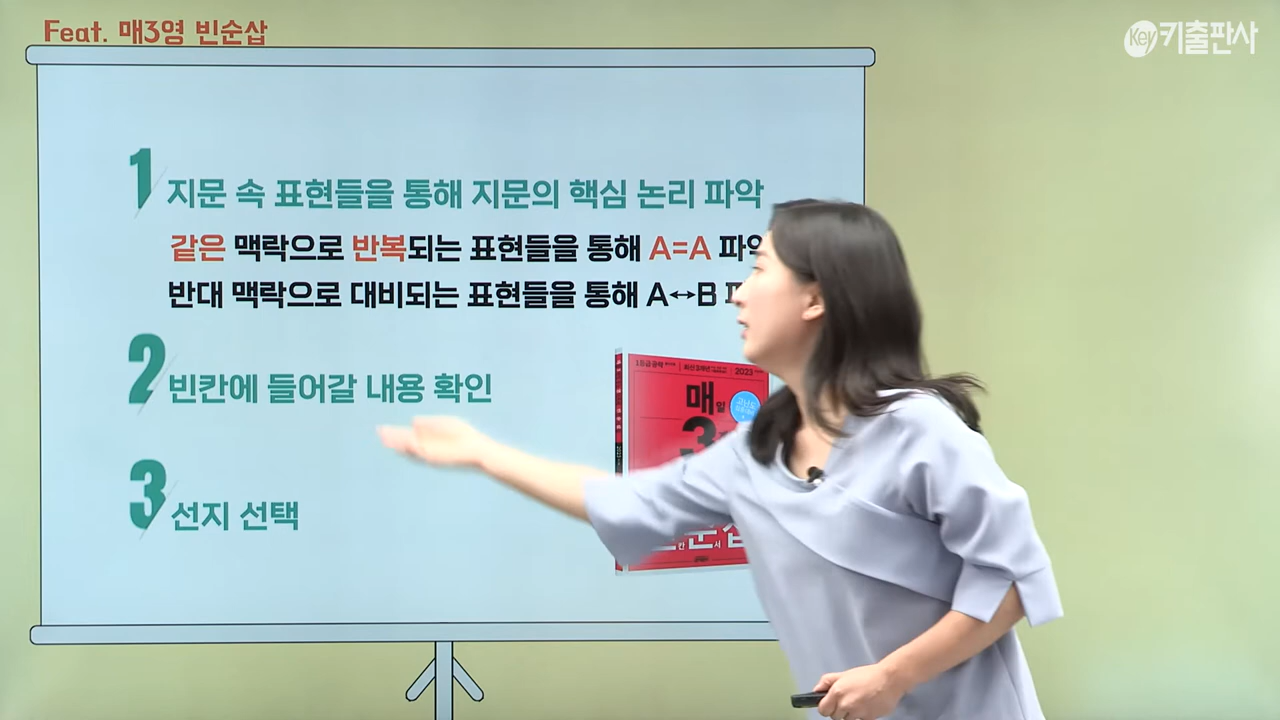 Feat. 매3영 빈순삽
Key 키출판사
1 지문 속 표현들을 통해 지문의 핵심 논리 파악
같은 맥락으로 반복되는 표현들을 통해 A=A
반대 맥락으로 대비되는 표현들을 통해 A↔B
2 빈칸에 들어갈 내용 확인
3 선지 선택
2023
매일
3